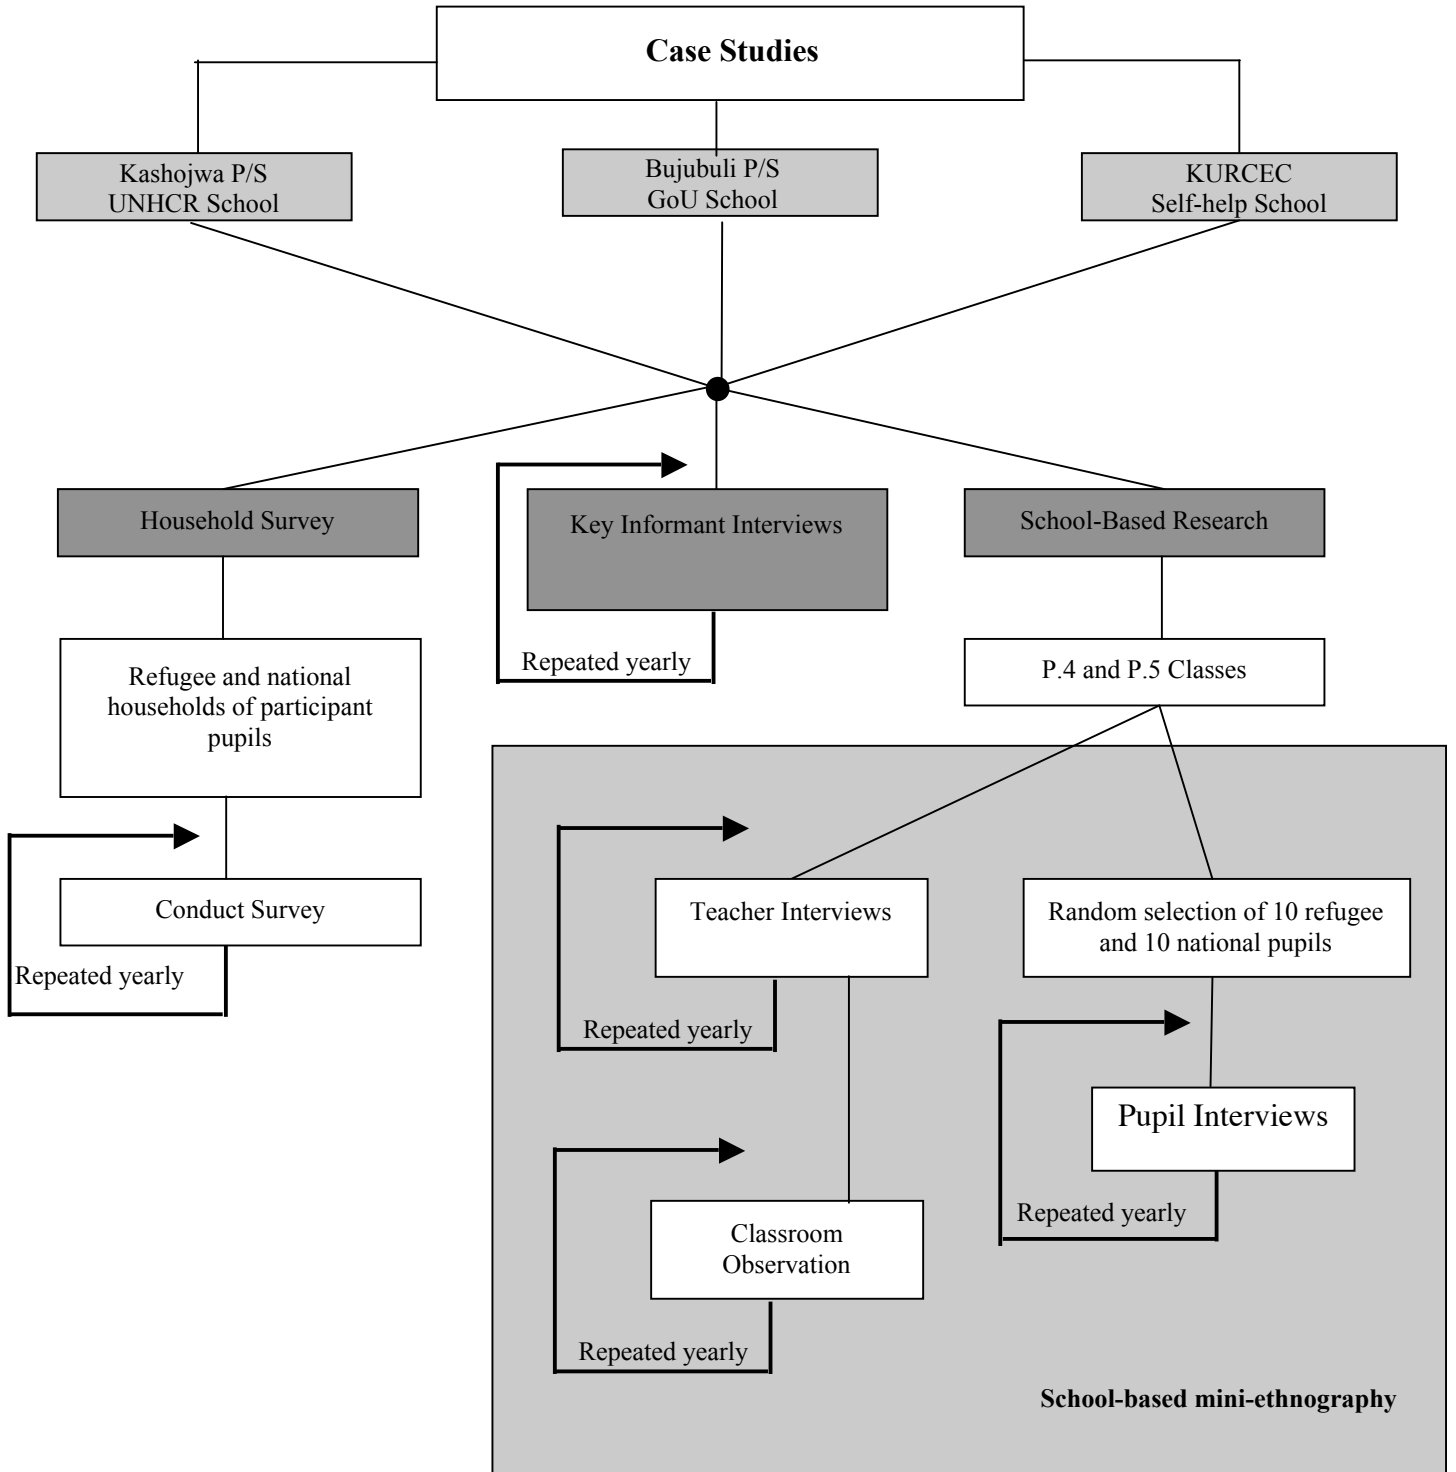 Case Studies
Kashojwa P/S
UNHCR School
Bujubuli P/S
GoU School
KURCEC
Self-help School
Household Survey
Key Informant Interviews
School-Based Research
Repeated yearly
Refugee and national
households of participant
pupils
P.4 and P.5 Classes
Conduct Survey
Repeated yearly
Teacher Interviews
Random selection of 10 refugee
and 10 national pupils
Repeated yearly
Pupil Interviews
Repeated yearly
Classroom
Observation
Repeated yearly
School-based mini-ethnography